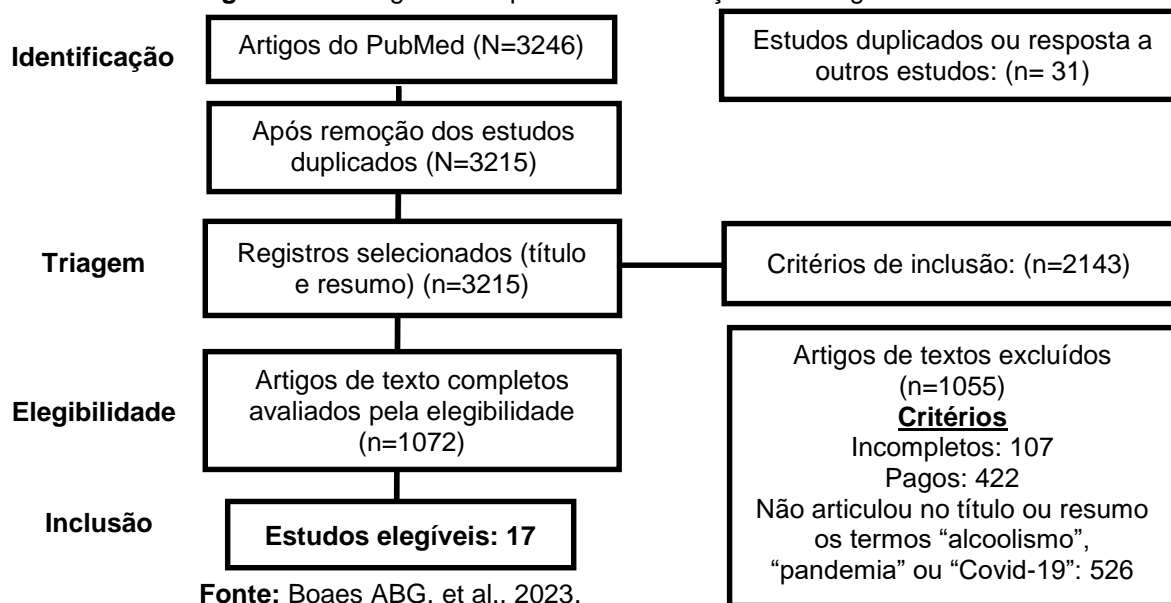 Identificação
Artigos do PubMed (N=3246)
Estudos duplicados ou resposta a
outros estudos: (n= 31)
Após remoção dos estudos
duplicados (N=3215)
Triagem
Registros selecionados (título
e resumo) (n=3215)
Critérios de inclusão: (n=2143)
Elegibilidade
Artigos de texto completos
avaliados pela elegibilidade
(n=1072)
Artigos de textos excluídos
(n=1055)
Critérios
Incompletos: 107
Pagos: 422
Não articulou no título ou resumo
os termos “alcoolismo”,
“pandemia” ou “Covid-19”: 526
Inclusão
Estudos elegíveis: 17
Fonte: Boaes ABG, et al., 2023.